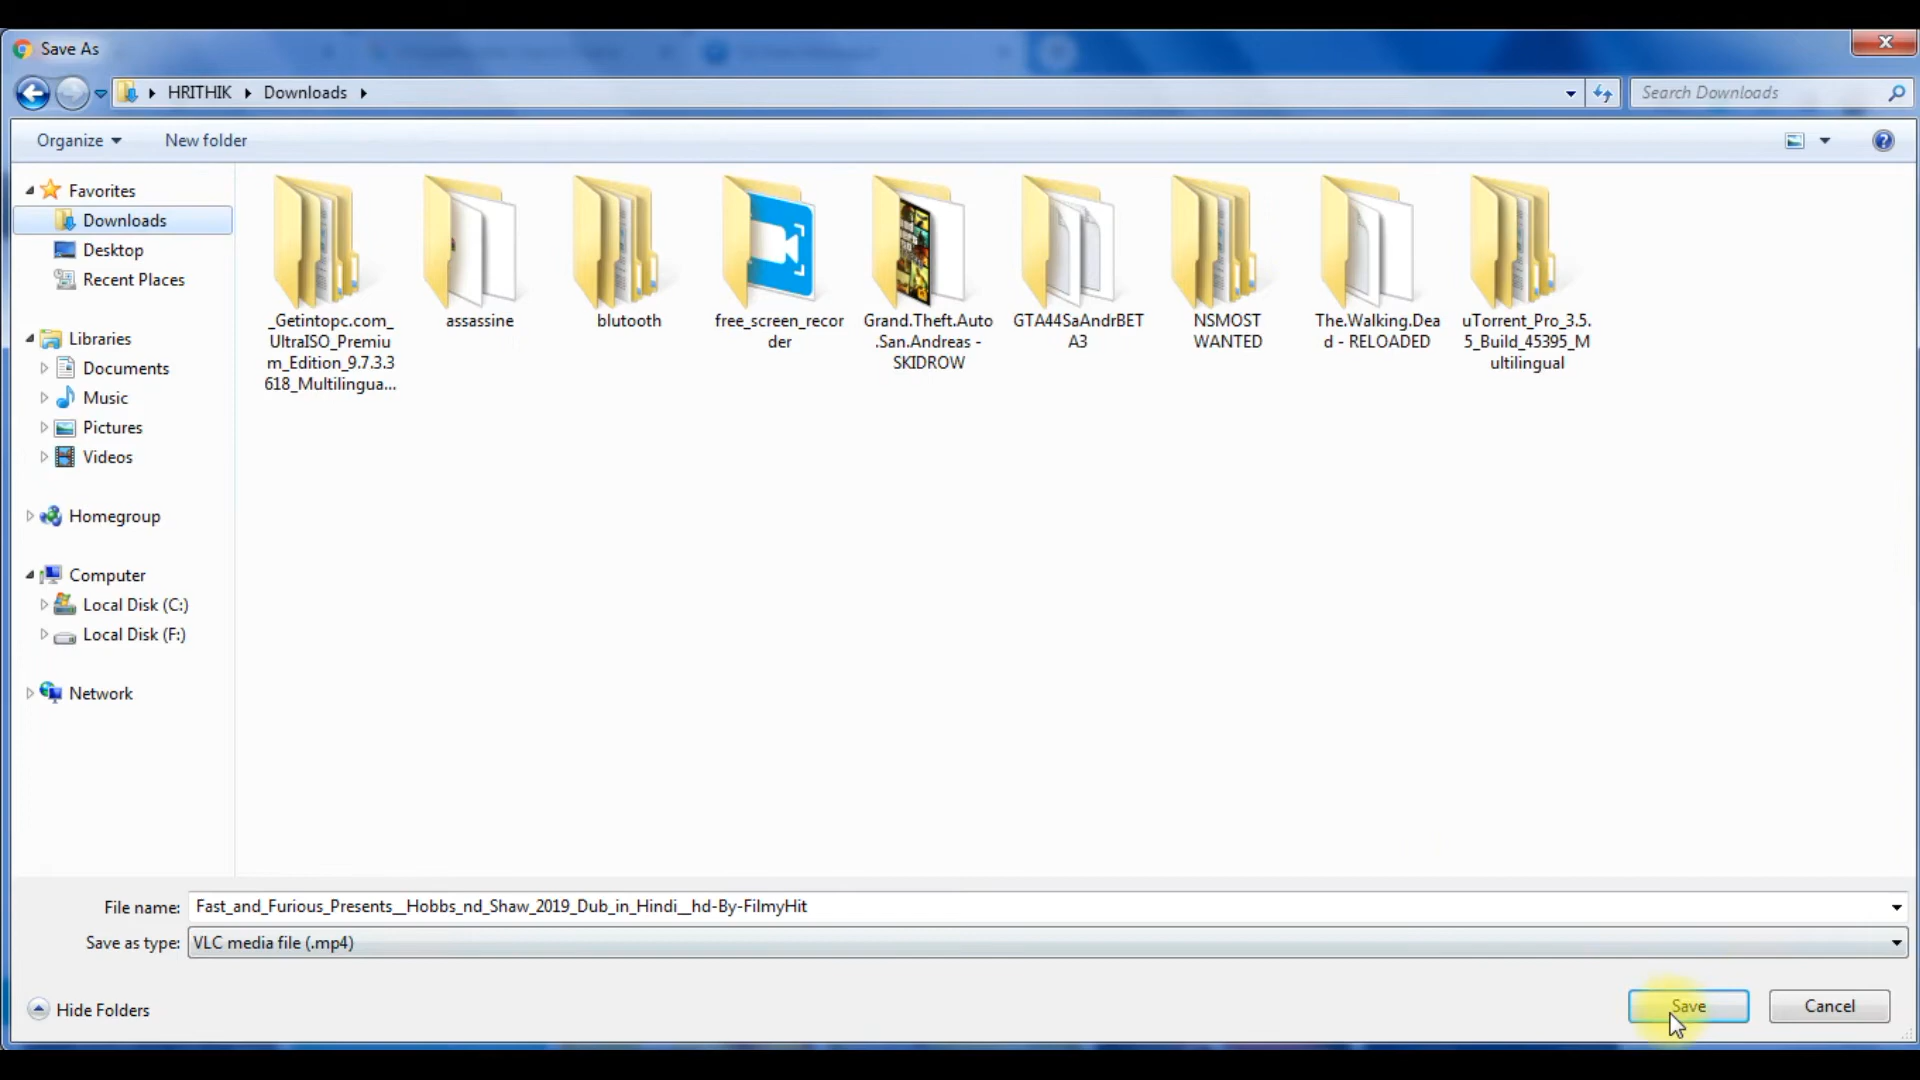 Save As
HRITHIK Downloads
Search Downloads
Organize
New folder
Favorites
Downloads
Desktop
Recent Places
Libraries
Documents
Music
Pictures
Videos
Homegroup
Computer
Local Disk (C:)
Local Disk (F:)
Network
_Getintopc.com_
UltraISO_Premiu
m_Edition_9.7.3.3
618_Multilingua...
assassine
blutooth
free_screen_recor
der
Grand.Theft.Auto
.San.Andreas -
SKIDROW
GTA44SaAndrBET
A3
NSMOST
WANTED
The.Walking.Dea
d - RELOADED
uTorrent_Pro_3.5.
5_Build_45395_M
ultilingual
File name: Fast_and_Furious_Presents__Hobbs_nd_Shaw_2019_Dub_in_Hindi__hd-By-FilmyHit
Save as type: VLC media file (.mp4)
Hide Folders
Save
Cancel